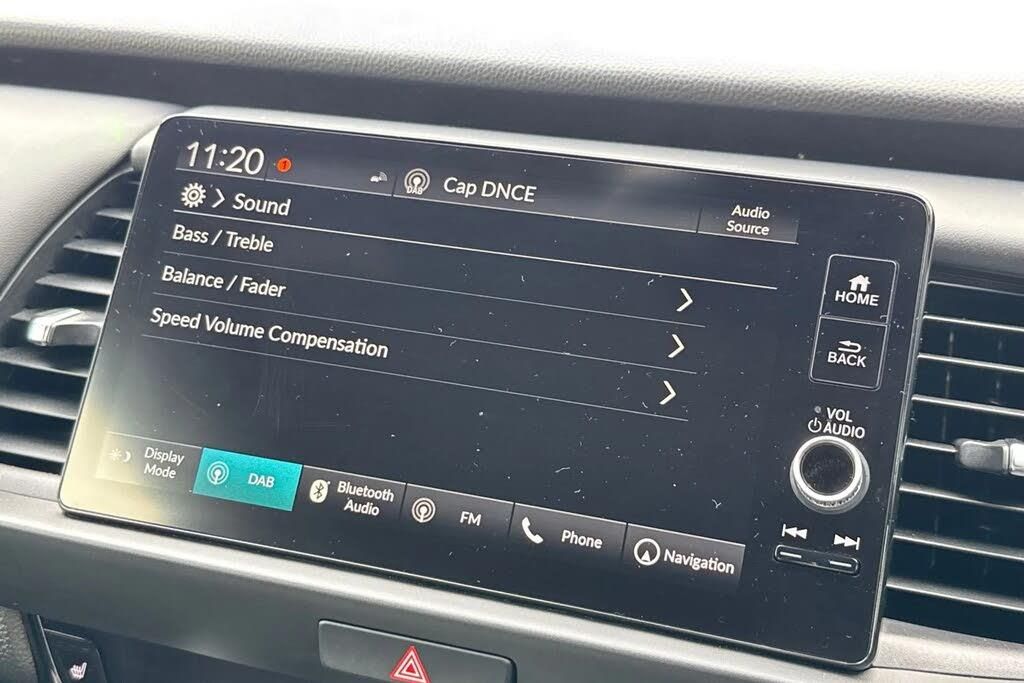 11:20
1
DAB
Cap DNCE
Audio
Source
Sound
Bass / Treble
Balance / Fader
Speed Volume Compensation
HOME
BACK
VOL
AUDIO
Display
Mode
DAB
Bluetooth
Audio
FM
Phone
Navigation